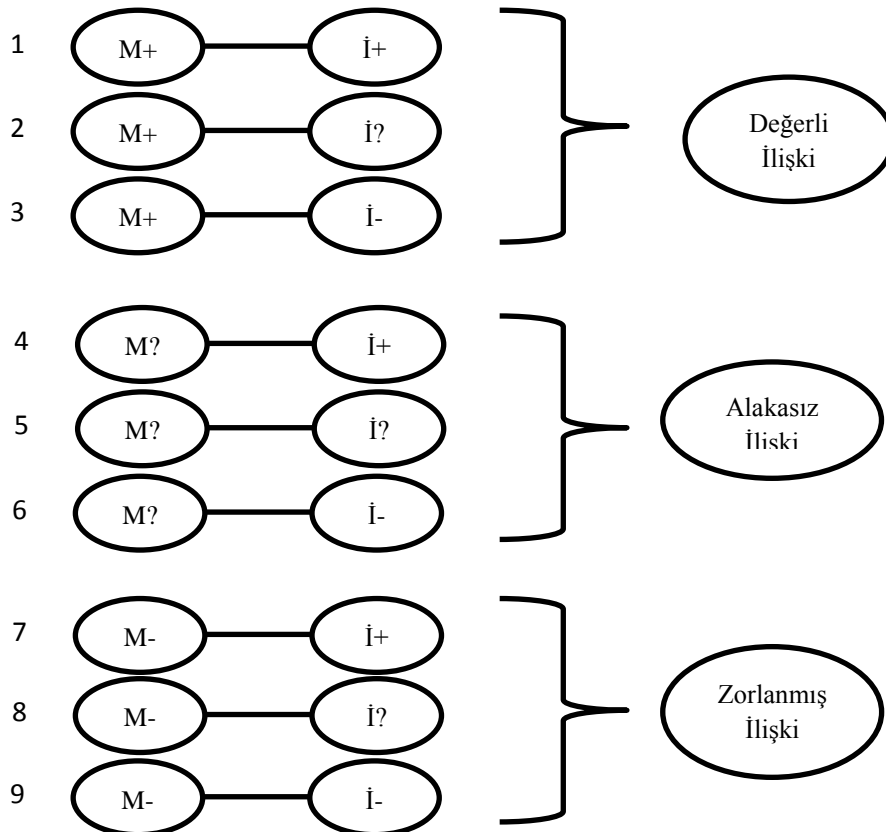 1 M+ İ+
2 M+ İ?
3 M+ İ-
Değerli
İlişki
4 M? İ+
5 M? İ?
6 M? İ-
Alakasız
İlişki
7 M- İ+
8 M- İ?
9 M- İ-
Zorlanmış
İlişki